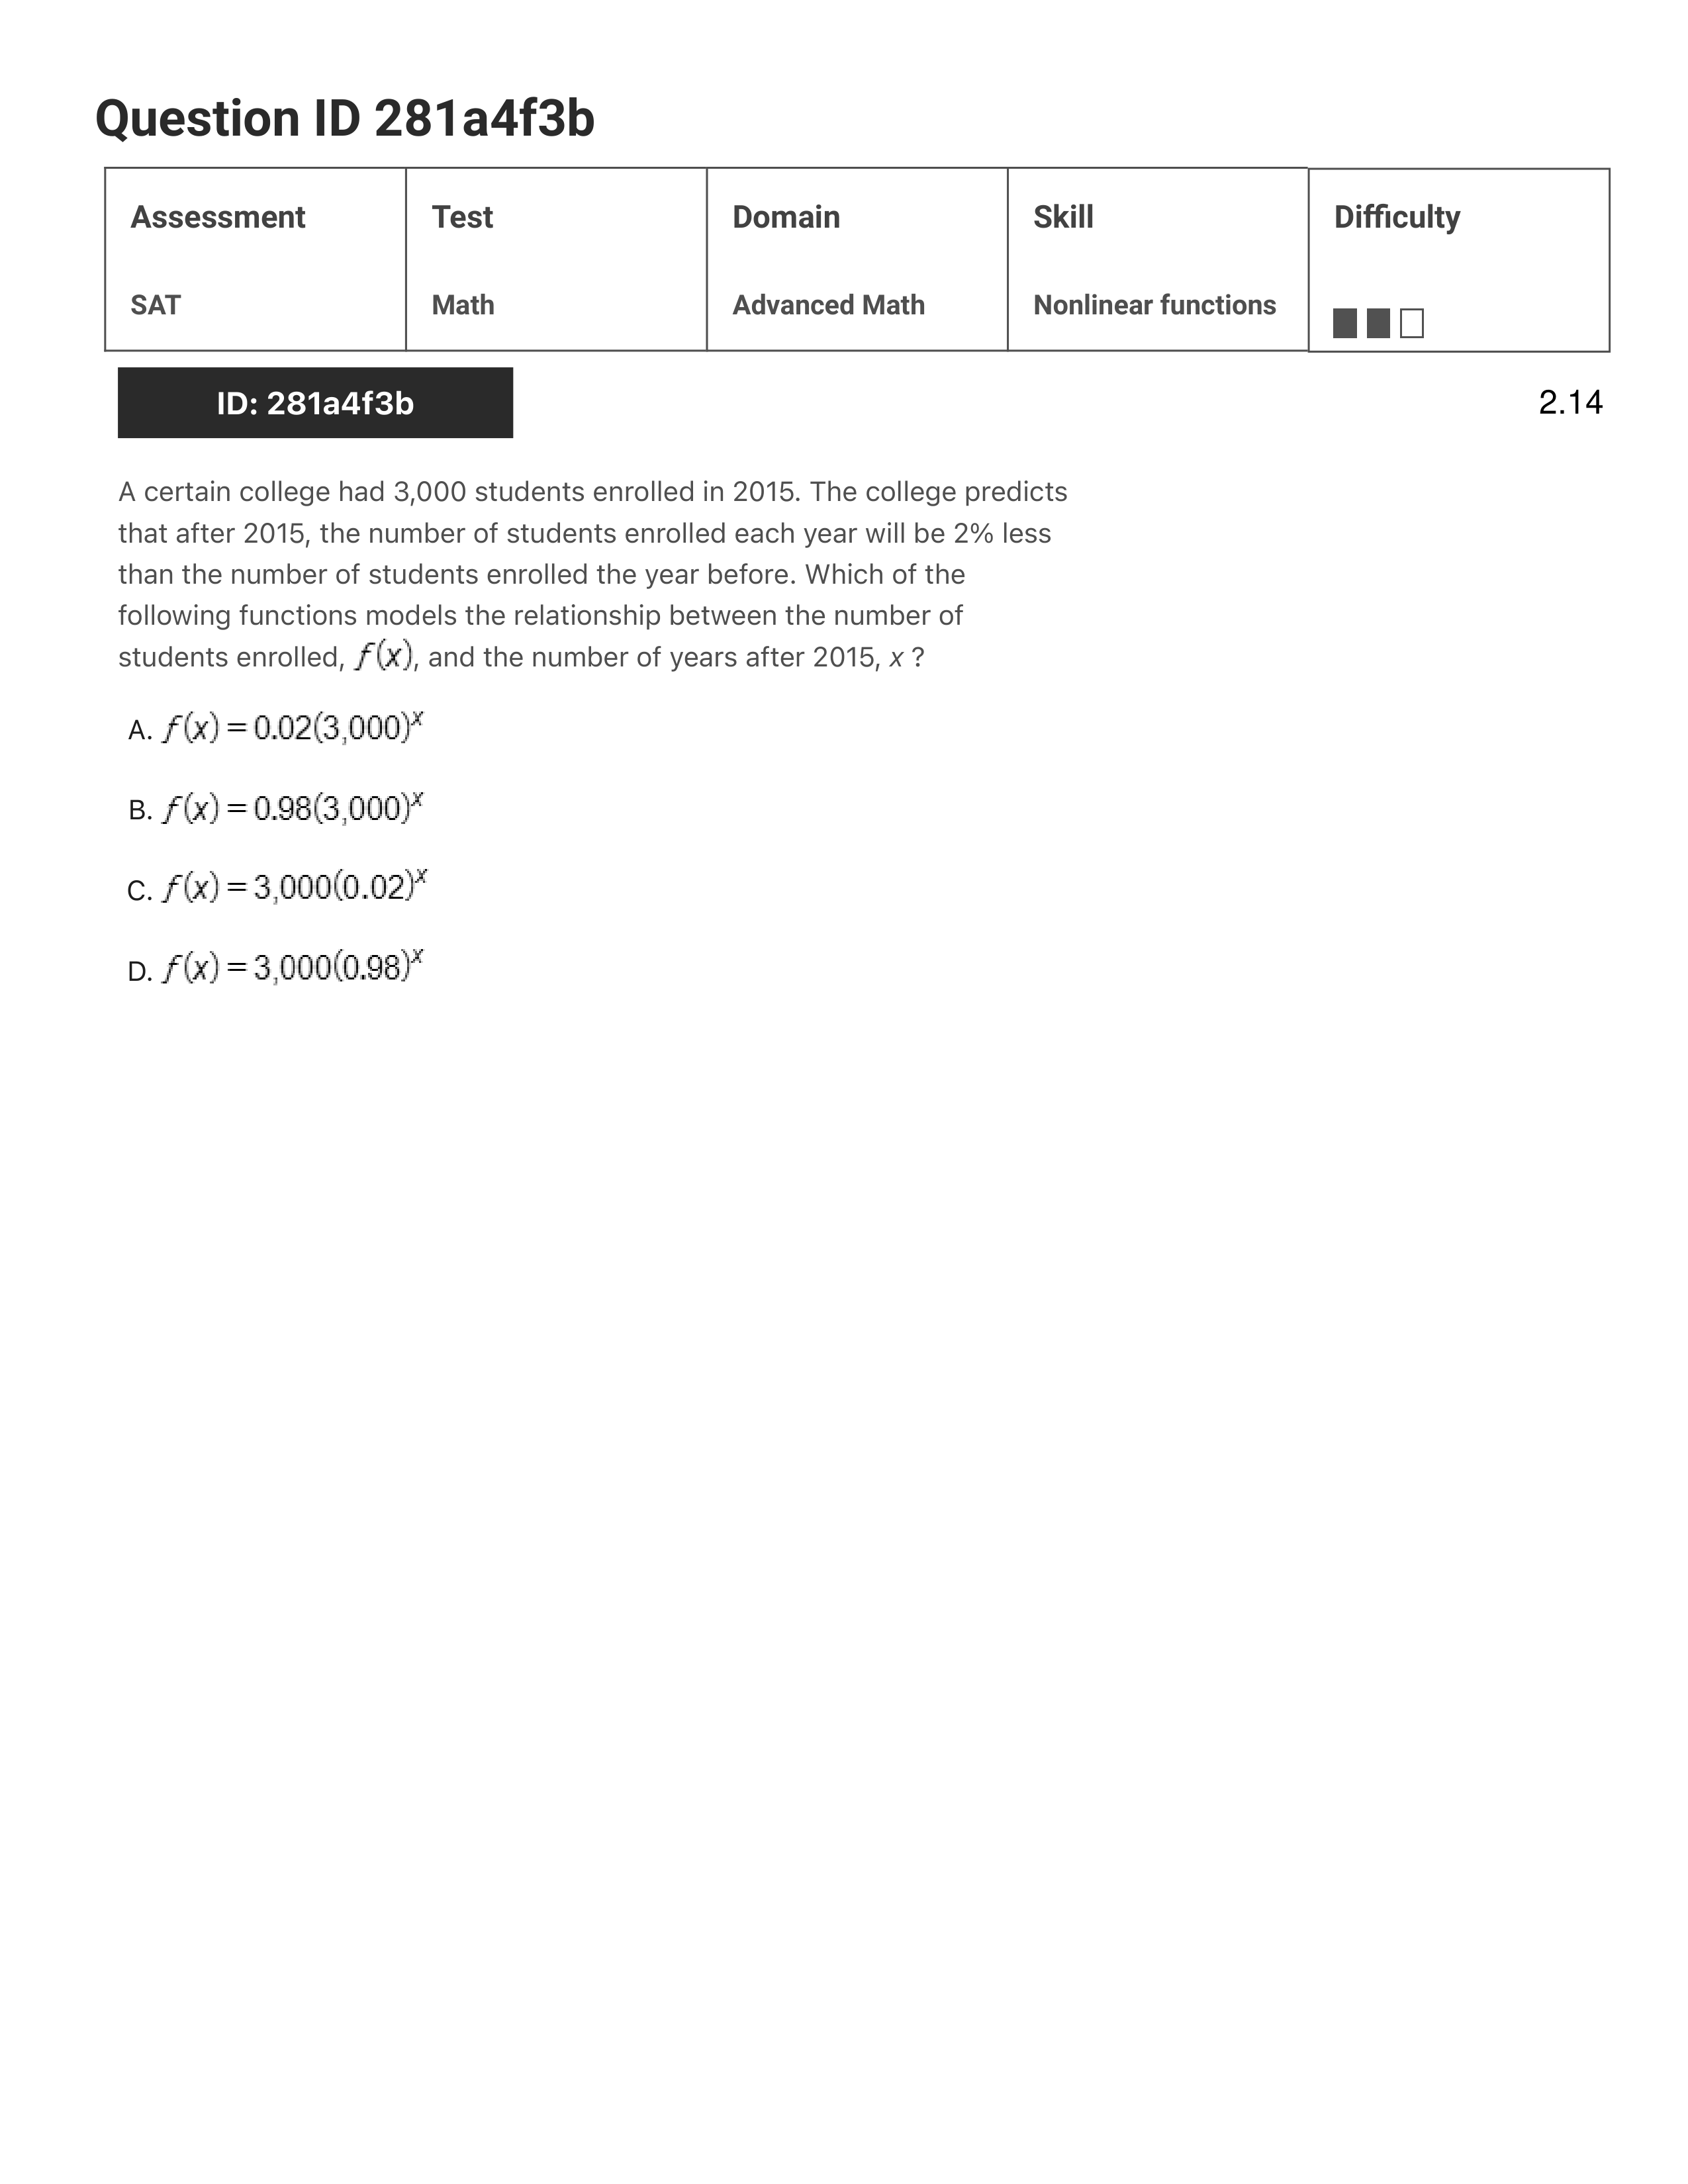 Question ID 281a4f3b
Assessment Test Domain Skill Difficulty
SAT Math Advanced Math Nonlinear functions
ID: 281a4f3b 2.14
A certain college had 3,000 students enrolled in 2015. The college predicts
that after 2015, the number of students enrolled each year will be 2% less
than the number of students enrolled the year before. Which of the
following functions models the relationship between the number of
students enrolled, f(x), and the number of years after 2015, x ?
A. f(x) = 0.02(3,000)ˣ
B. f(x) = 0.98(3,000)ˣ
C. f(x) = 3,000(0.02)ˣ
D. f(x) = 3,000(0.98)ˣ